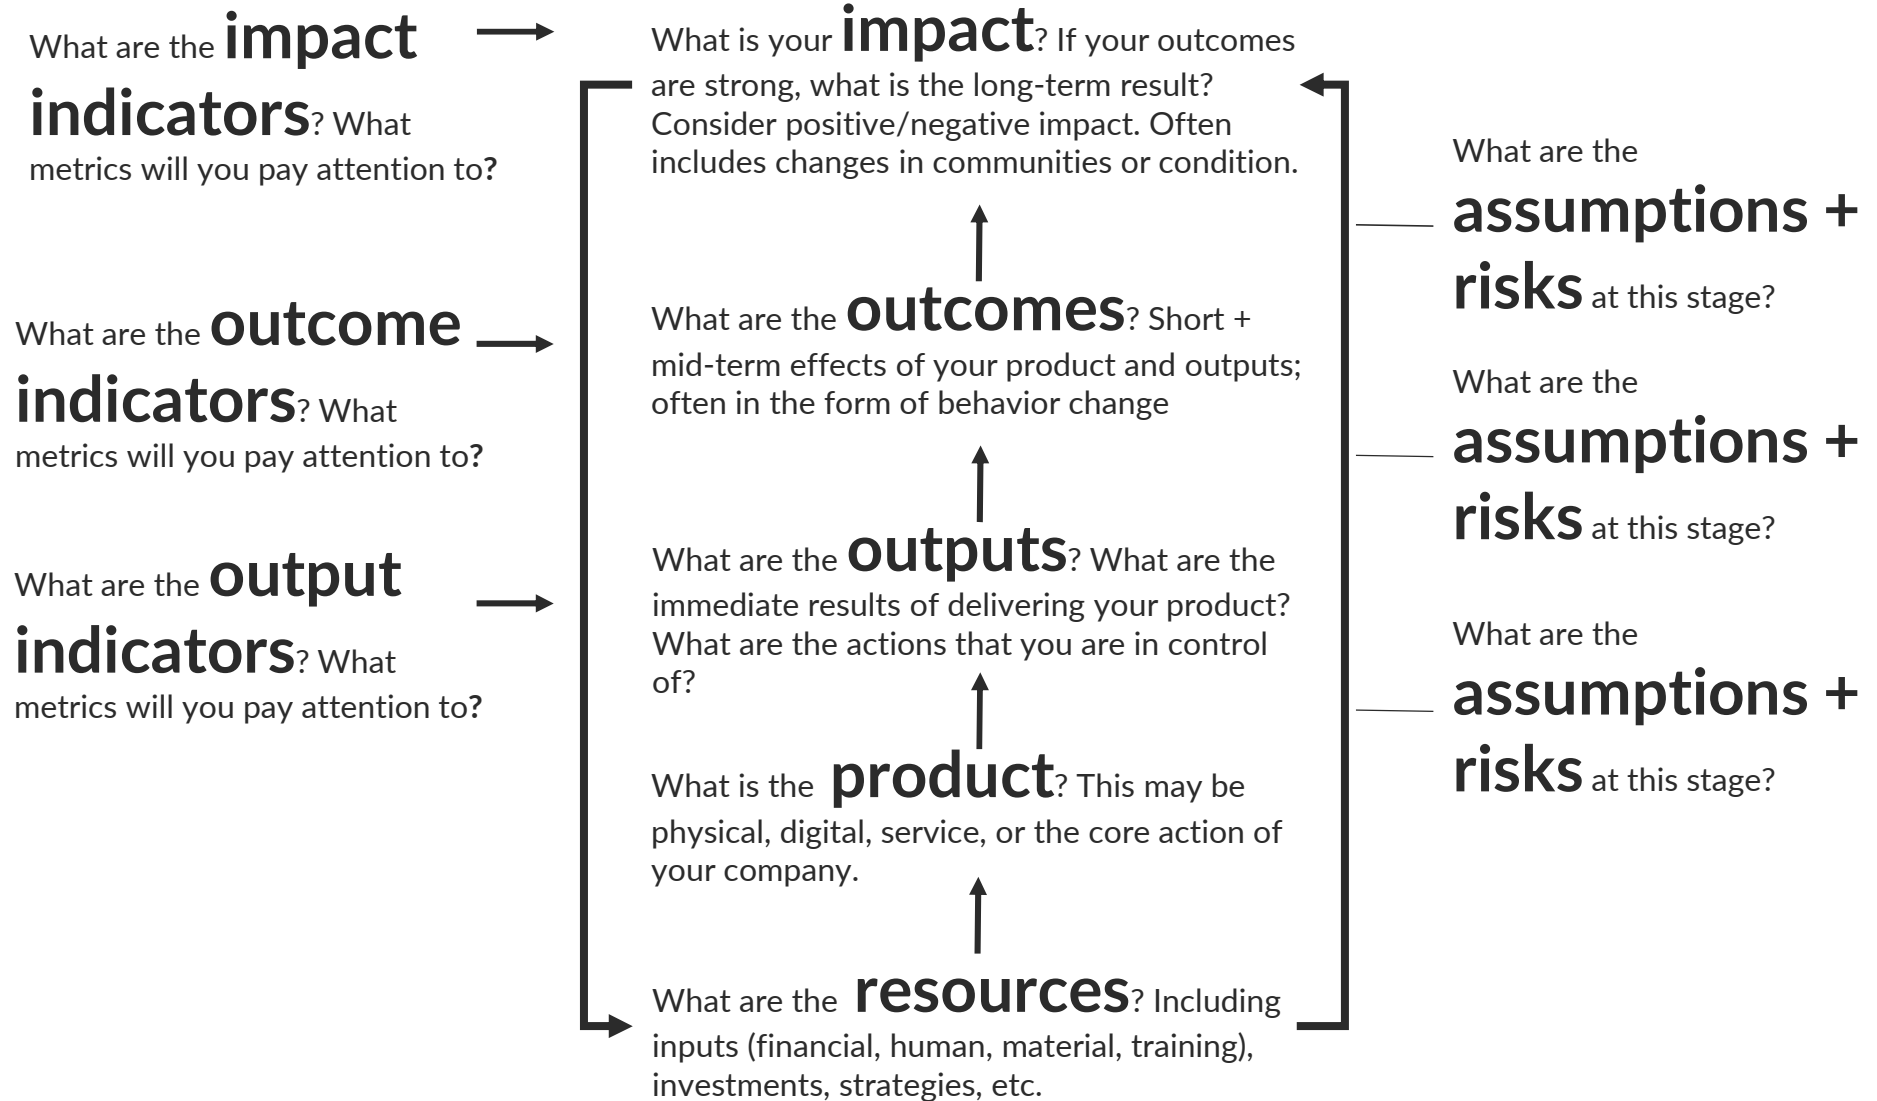 What are the impact
indicators? What
metrics will you pay attention to?
What are the outcome
indicators? What
metrics will you pay attention to?
What are the output
indicators? What
metrics will you pay attention to?
What is your impact? If your outcomes
are strong, what is the long-term result?
Consider positive/negative impact. Often
includes changes in communities or condition.
What are the outcomes? Short +
mid-term effects of your product and outputs;
often in the form of behavior change
What are the outputs? What are the
immediate results of delivering your product?
What are the actions that you are in control
of?
What is the product? This may be
physical, digital, service, or the core action of
your company.
What are the resources? Including
inputs (financial, human, material, training),
investments, strategies, etc.
What are the
assumptions +
risks at this stage?
What are the
assumptions +
risks at this stage?
What are the
assumptions +
risks at this stage?